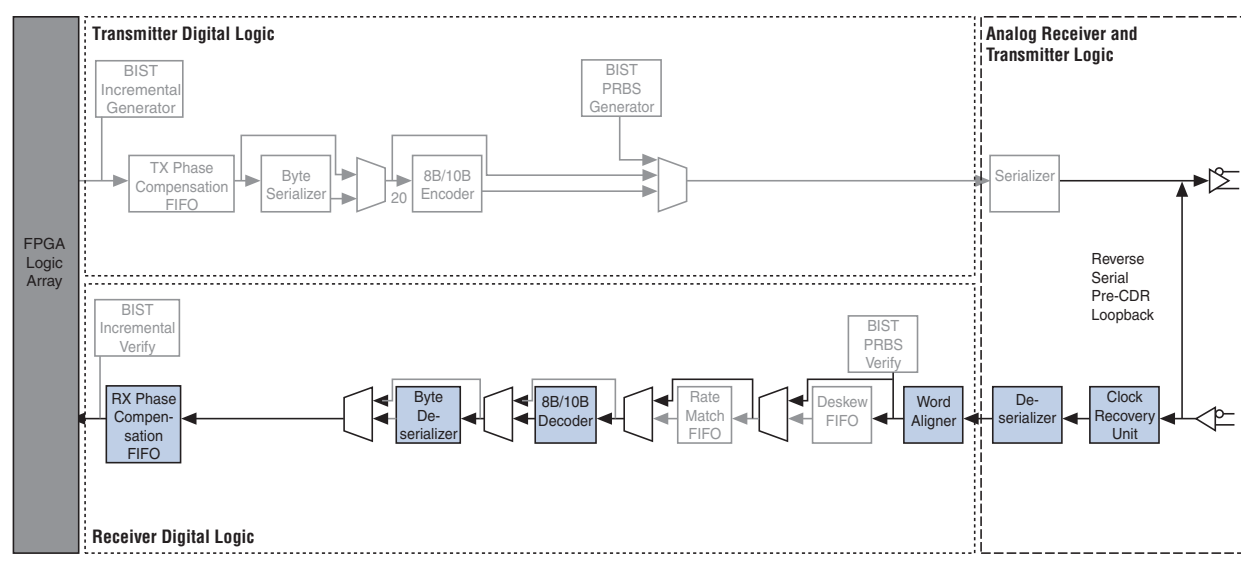 Transmitter Digital Logic
Analog Receiver and
Transmitter Logic
BIST
Incremental
Generator
BIST
PRBS
Generator
TX Phase
Compensation
FIFO
Byte
Serializer
20
8B/10B
Encoder
Serializer
FPGA
Logic
Array
Reverse
Serial
Pre-CDR
Loopback
BIST
Incremental
Verify
BIST
PRBS
Verify
RX Phase
Compen-
sation
FIFO
Byte
De-
serializer
8B/10B
Decoder
Rate
Match
FIFO
Deskew
FIFO
Word
Aligner
De-
serializer
Clock
Recovery
Unit
Receiver Digital Logic